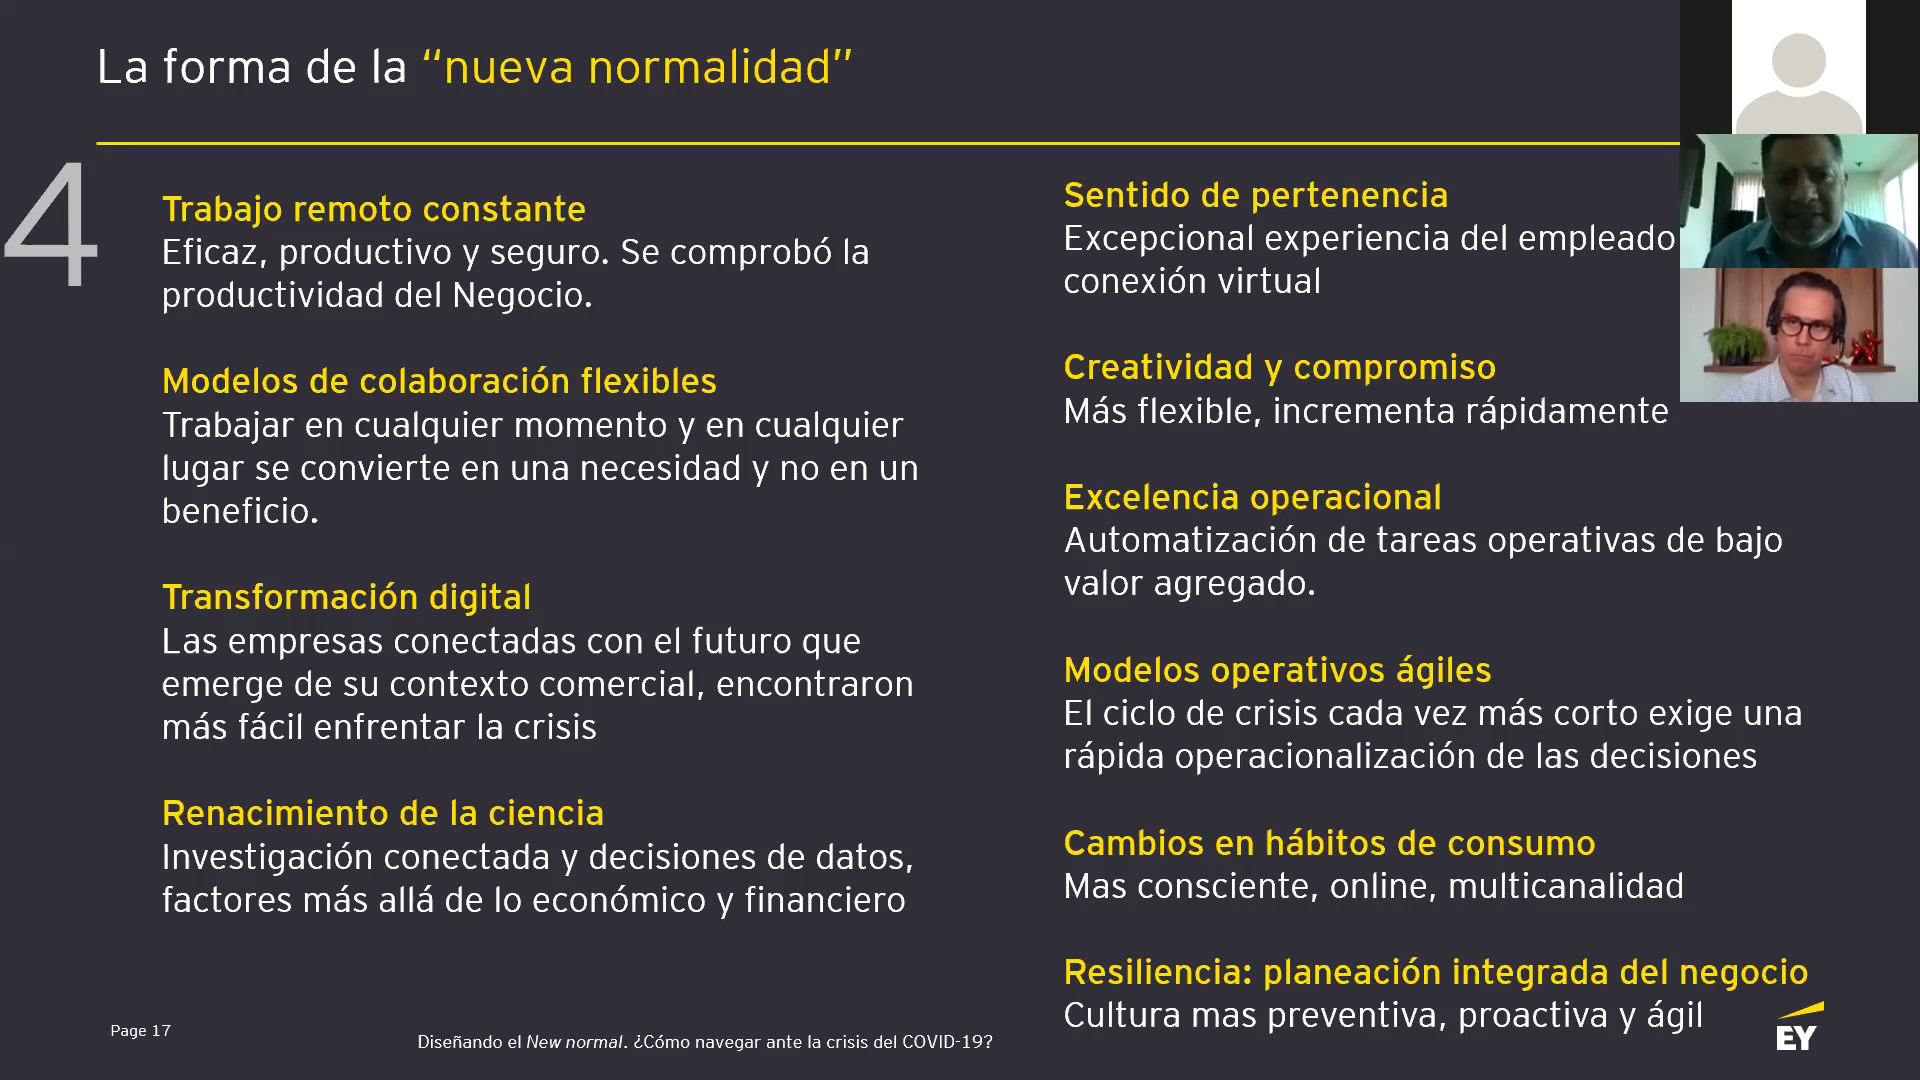 La forma de la “nueva normalidad”
4
Trabajo remoto constante
Eficaz, productivo y seguro. Se comprobó la
productividad del Negocio.
Modelos de colaboración flexibles
Trabajar en cualquier momento y en cualquier
lugar se convierte en una necesidad y no en un
beneficio.
Transformación digital
Las empresas conectadas con el futuro que
emerge de su contexto comercial, encontraron
más fácil enfrentar la crisis
Renacimiento de la ciencia
Investigación conectada y decisiones de datos,
factores más allá de lo económico y financiero
Sentido de pertenencia
Excepcional experiencia del empleado
conexión virtual
Creatividad y compromiso
Más flexible, incrementa rápidamente
Excelencia operacional
Automatización de tareas operativas de bajo
valor agregado.
Modelos operativos ágiles
El ciclo de crisis cada vez más corto exige una
rápida operacionalización de las decisiones
Cambios en hábitos de consumo
Mas consciente, online, multicanalidad
Resiliencia: planeación integrada del negocio
Cultura mas preventiva, proactiva y ágil
Page 17
Diseñando el New normal. ¿Cómo navegar ante la crisis del COVID-19?
EY